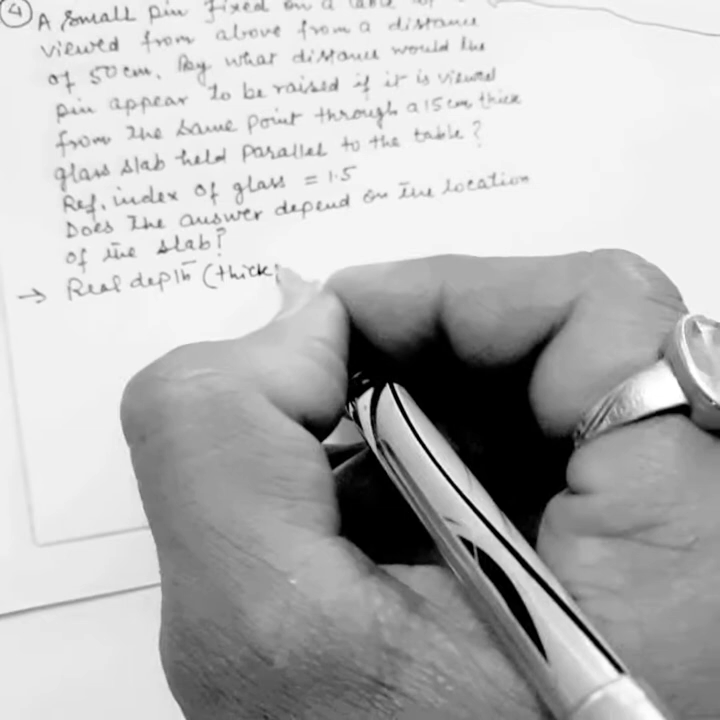 4 A small pin fixed on a table top
viewed from above from a distance
of 50cm. By what distance would the
pin appear to be raised if it is viewed
from the same point through a 15cm thick
glass slab held parallel to the table?
Ref. index of glass = 1.5
Does the answer depend on the location
of the slab?
→ Real depth (thick